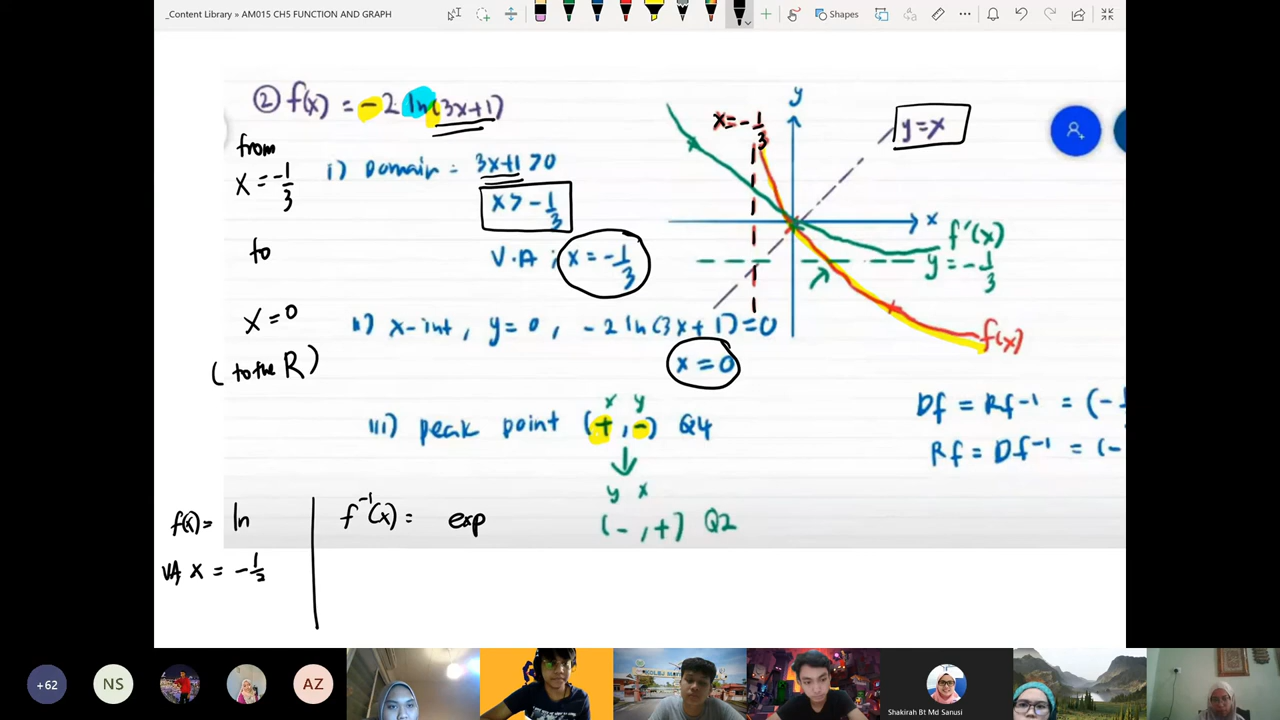 _Content Library » AM015 CH5 FUNCTION AND GRAPH
Shapes
② f(x) = -2 ln(3x+1)
from
x = -1/3
to
x=0
(to the R)
i) Domain = 3x+1 >0
x > -1/3
V.A ; x = -1/3
ii) x-int, y=0, -2 ln(3x+1)=0
x = 0
iii) peak point (+,-) Q4
x y
y x
(-,+) Q2
x=-1/3
y
y=x
x
f⁻¹(x)
y = -1/3
f(x)
Df = Rf⁻¹ = (-
Rf = Df⁻¹ = (-
f(x)= ln
VA x = -1/3
f⁻¹(x) = exp
+62
NS
AZ
Shakirah Bt Md Sanusi